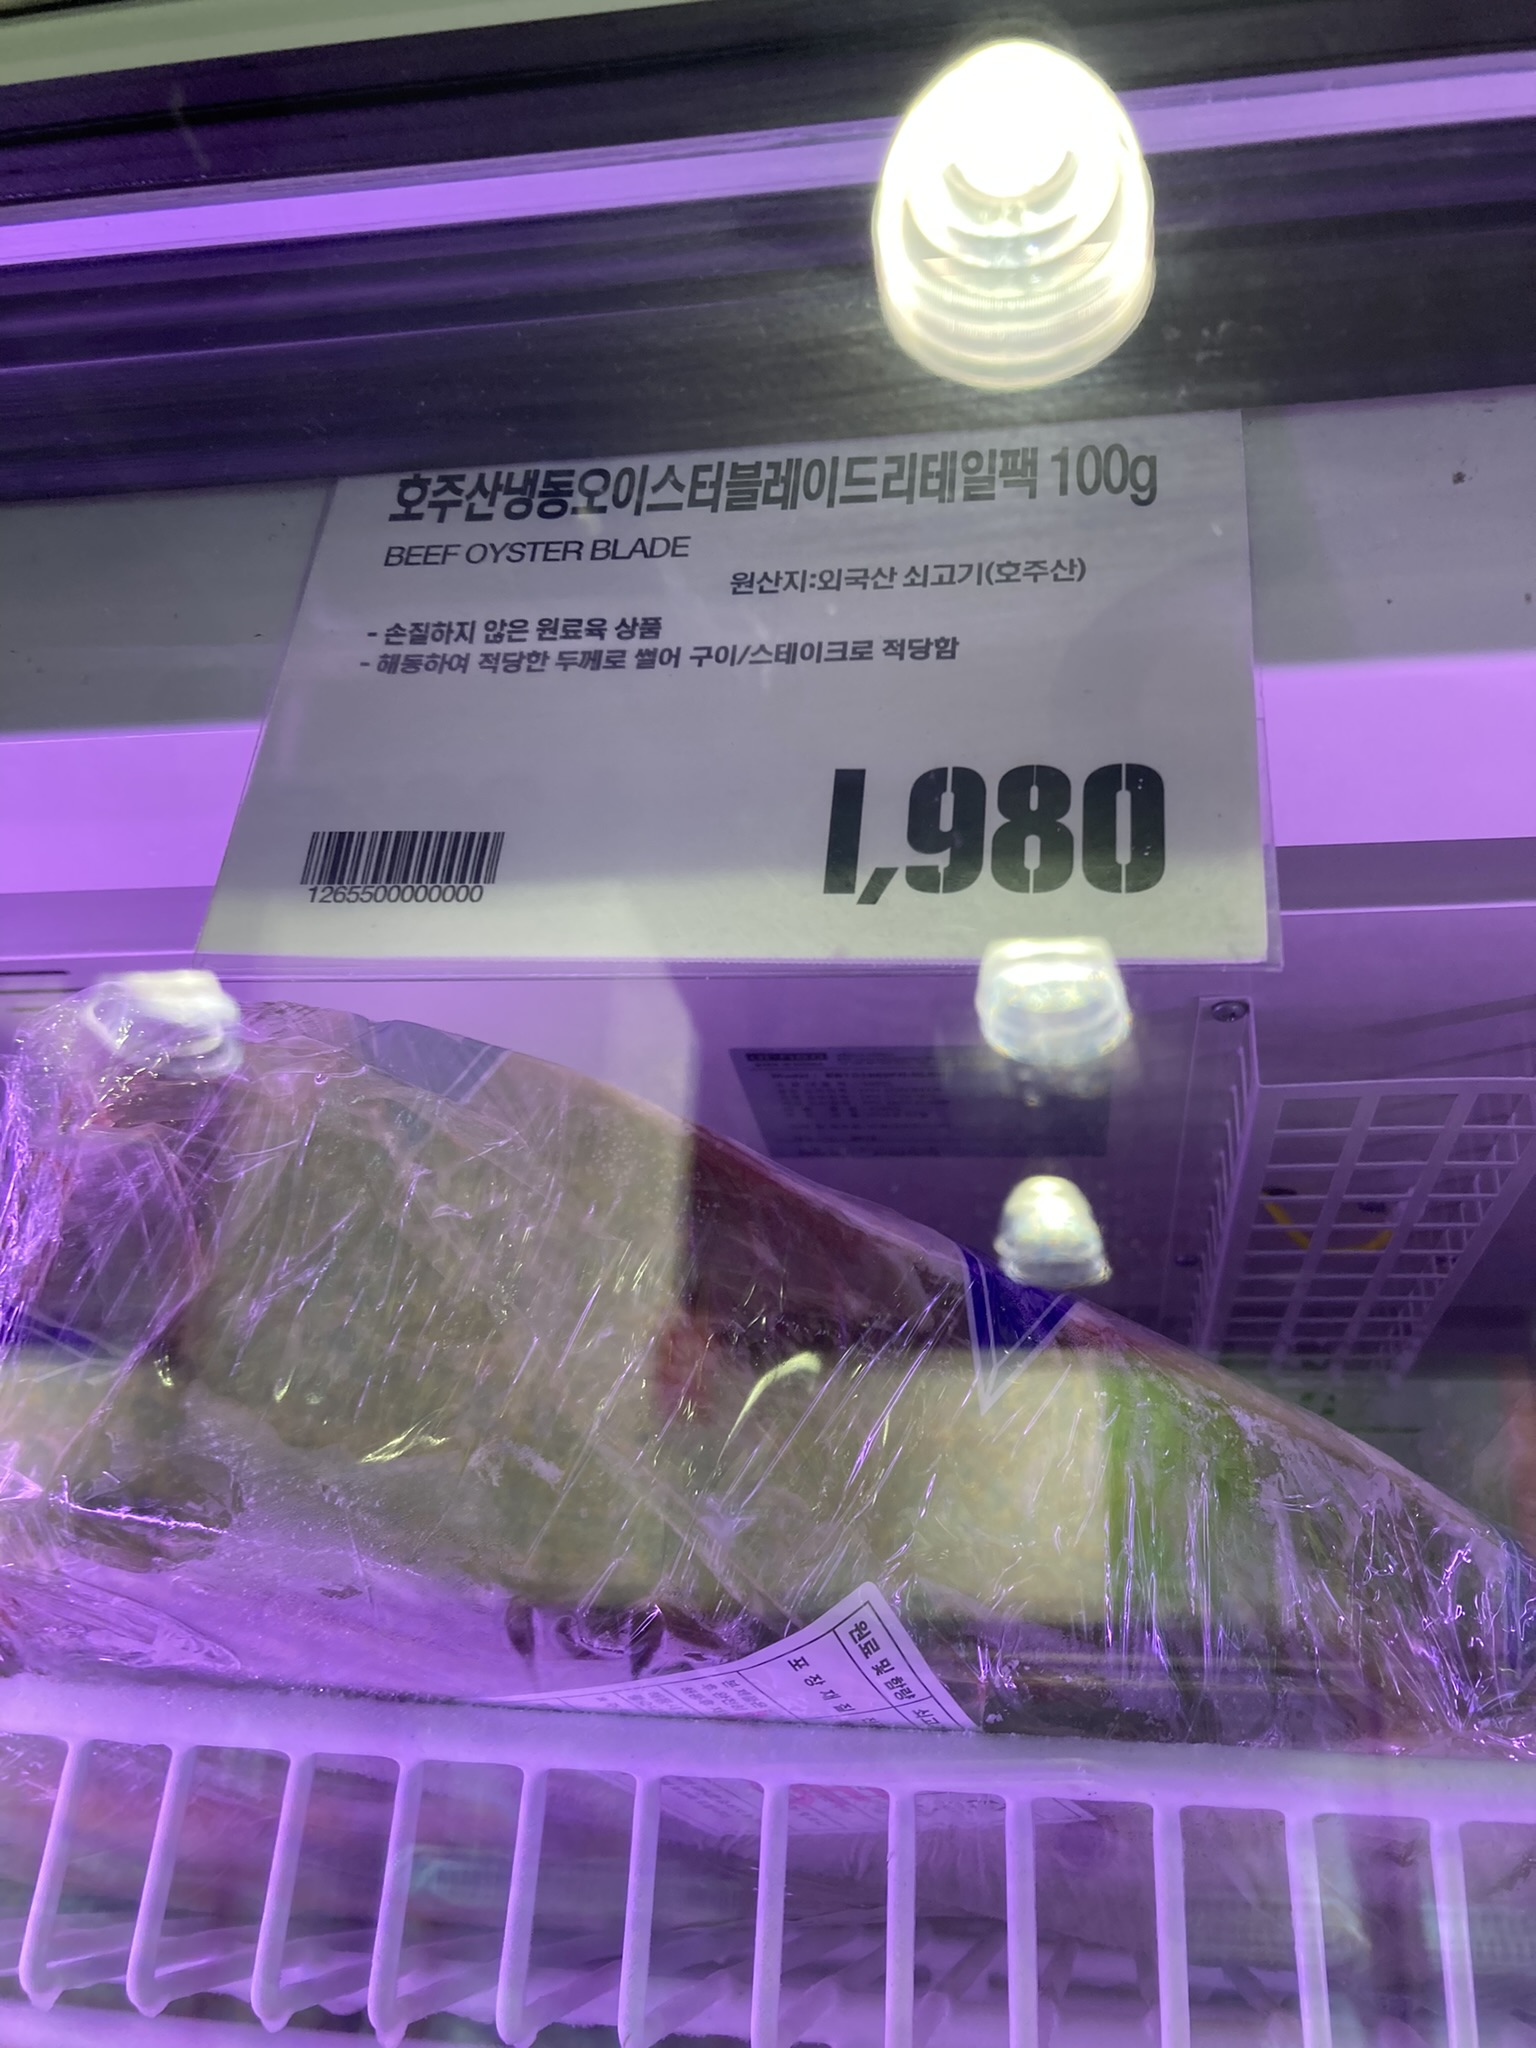 호주산냉동오이스터블레이드리테일팩 100g
BEEF OYSTER BLADE
원산지:외국산 쇠고기(호주산)
- 손질하지 않은 원료육 상품
- 해동하여 적당한 두께로 썰어 구이/스테이크로 적당함
1,980
1265500000000
원료 및 함량
쇠고
포장재질